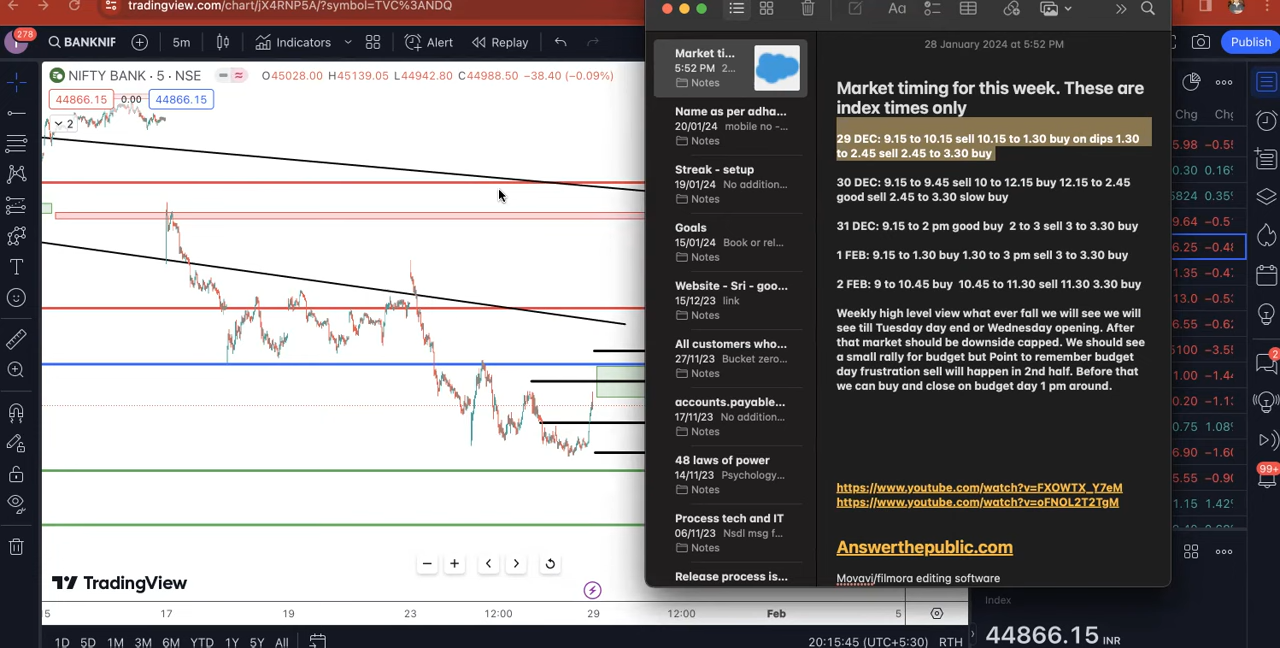 tradingview.com/chart/jX4RNP5A/?symbol=TVC%3ANDQ
278
BANKNIF
5m
Indicators
Alert
Replay
Publish
NIFTY BANK · 5 · NSE
O45028.00 H45139.05 L44942.80 C44988.50 −38.40 (−0.09%)
44866.15
0.00
44866.15
2
TradingView
15
17
19
23
12:00
29
12:00
Feb
5
1D 5D 1M 3M 6M YTD 1Y 5Y All
20:15:45 (UTC+5:30) RTH
Market ti...
5:52 PM 2...
Notes
Name as per adha...
20/01/24 mobile no -...
Notes
Streak - setup
19/01/24 No addition...
Notes
Goals
15/01/24 Book or rel...
Notes
Website - Sri - goo...
15/12/23 link
Notes
All customers who...
27/11/23 Bucket zero...
Notes
accounts.payable...
17/11/23 No addition...
Notes
48 laws of power
14/11/23 Psychology...
Notes
Process tech and IT
06/11/23 Nsdl msg f...
Notes
Release process is...
Aa
28 January 2024 at 5:52 PM
Market timing for this week. These are
index times only
29 DEC: 9.15 to 10.15 sell 10.15 to 1.30 buy on dips 1.30
to 2.45 sell 2.45 to 3.30 buy
30 DEC: 9.15 to 9.45 sell 10 to 12.15 buy 12.15 to 2.45
good sell 2.45 to 3.30 slow buy
31 DEC: 9.15 to 2 pm good buy 2 to 3 sell 3 to 3.30 buy
1 FEB: 9.15 to 1.30 buy 1.30 to 3 pm sell 3 to 3.30 buy
2 FEB: 9 to 10.45 buy 10.45 to 11.30 sell 11.30 3.30 buy
Weekly high level view what ever fall we will see we will
see till Tuesday day end or Wednesday opening. After
that market should be downside capped. We should see
a small rally for budget but Point to remember budget
day frustration sell will happen in 2nd half. Before that
we can buy and close on budget day 1 pm around.
https://www.youtube.com/watch?v=FXOWTX_Y7eM
https://www.youtube.com/watch?v=oFNOL2T2TgM
Answerthepublic.com
Movavi/filmora editing software
Chg
2
99+
Index
44866.15 INR